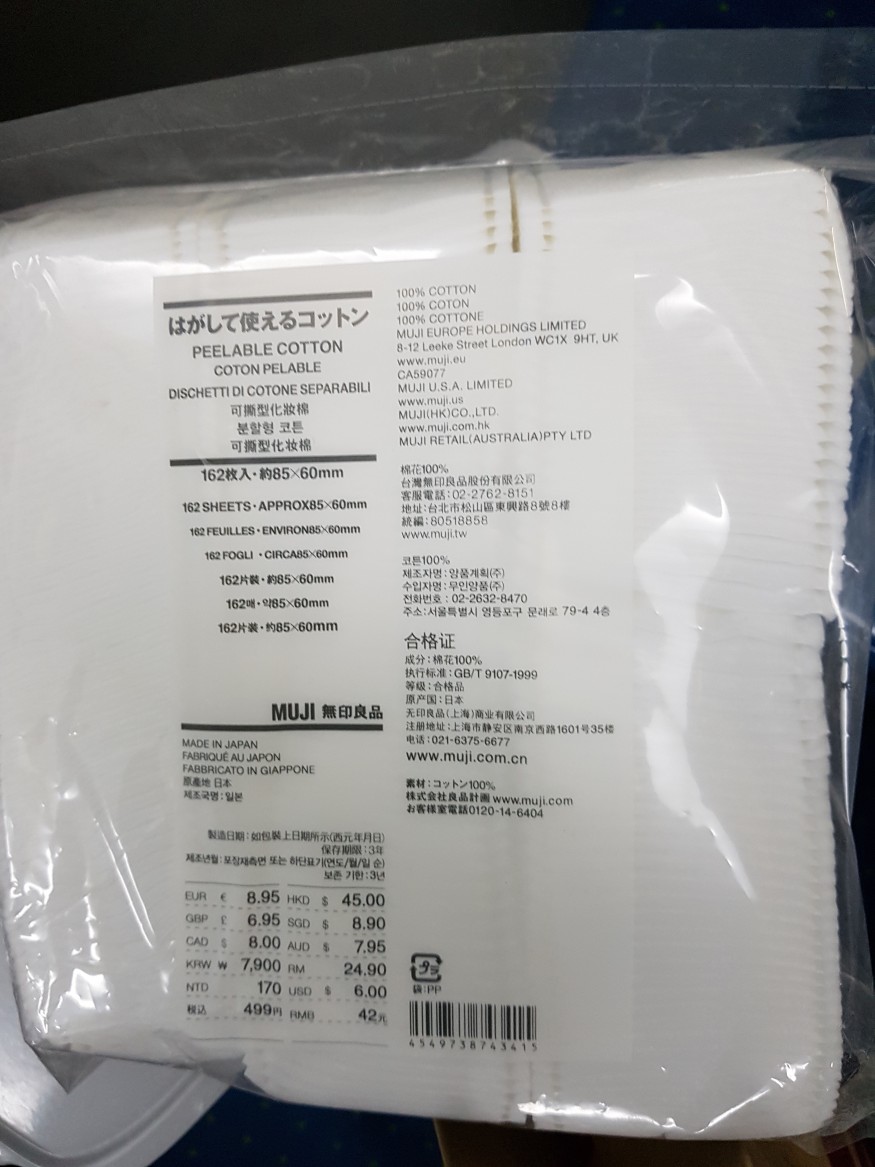 はがして使えるコットン
PEELABLE COTTON
COTON PELABLE
DISCHETTI DI COTONE SEPARABILI
可撕型化妝棉
분할형 코튼
可撕型化妆棉
162枚入・約85×60mm
162 SHEETS・APPROX85×60mm
162 FEUILLES・ENVIRON85×60mm
162 FOGLI ・CIRCA85×60mm
162片裝・約85×60mm
162매・약85×60mm
162片装・约85×60mm
MUJI 無印良品
MADE IN JAPAN
FABRIQUÉ AU JAPON
FABBRICATO IN GIAPPONE
原產地 日本
제조국명:일본
製造日期:如包裝上日期所示(西元年月日)
保存期限:3年
제조년월:포장재측면 또는 하단표기(연도/월/일 순)
보존 기한:3년
EUR € 8.95 HKD $ 45.00
GBP £ 6.95 SGD $ 8.90
CAD $ 8.00 AUD $ 7.95
KRW ₩ 7,900 RM 24.90
NTD 170 USD $ 6.00
税込 499円 RMB 42元
100% COTTON
100% COTON
100% COTTONE
MUJI EUROPE HOLDINGS LIMITED
8-12 Leeke Street London WC1X 9HT, UK
www.muji.eu
CA59077
MUJI U.S.A. LIMITED
www.muji.us
MUJI(HK)CO.,LTD.
www.muji.com.hk
MUJI RETAIL(AUSTRALIA)PTY LTD
棉花100%
台灣無印良品股份有限公司
客服電話:02-2762-8151
地址:台北市松山區東興路8號8樓
統編:80518858
www.muji.tw
코튼100%
제조자명:양품계획(주)
수입자명:무인양품(주)
전화번호:02-2632-8470
주소:서울특별시 영등포구 문래로 79-4 4층
合格证
成分:棉花100%
执行标准:GB/T 9107-1999
等级:合格品
原产国:日本
无印良品(上海)商业有限公司
注册地址:上海市静安区南京西路1601号35楼
电话:021-6375-6677
www.muji.com.cn
素材:コットン100%
株式会社良品計画 www.muji.com
お客様室電話0120-14-6404
プラ
袋:PP
4549738743415